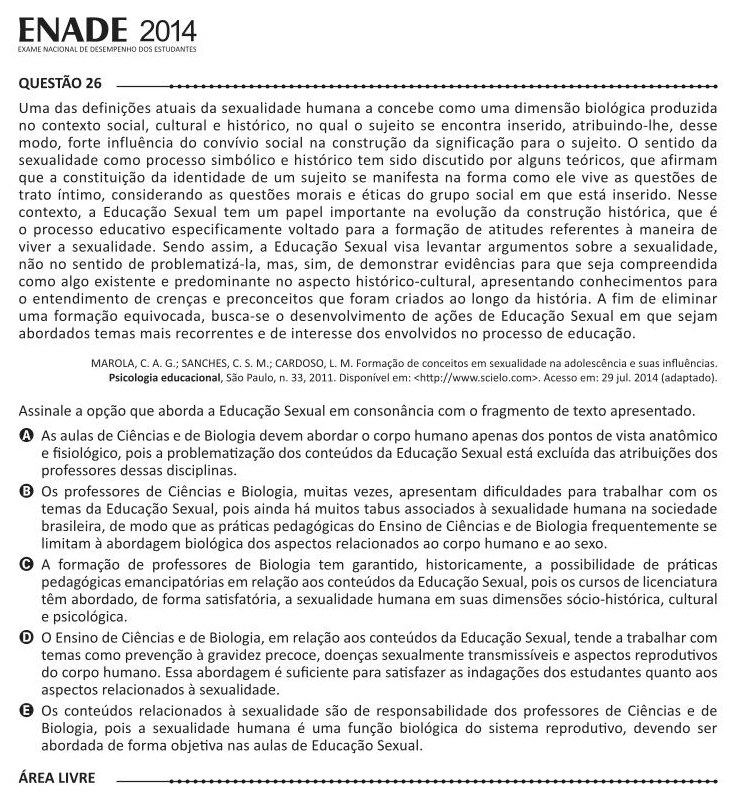 ENADE 2014
EXAME NACIONAL DE DESEMPENHO DOS ESTUDANTES
QUESTÃO 26
Uma das definições atuais da sexualidade humana a concebe como uma dimensão biológica produzida
no contexto social, cultural e histórico, no qual o sujeito se encontra inserido, atribuindo-lhe, desse
modo, forte influência do convívio social na construção da significação para o sujeito. O sentido da
sexualidade como processo simbólico e histórico tem sido discutido por alguns teóricos, que afirmam
que a constituição da identidade de um sujeito se manifesta na forma como ele vive as questões de
trato íntimo, considerando as questões morais e éticas do grupo social em que está inserido. Nesse
contexto, a Educação Sexual tem um papel importante na evolução da construção histórica, que é
o processo educativo especificamente voltado para a formação de atitudes referentes à maneira de
viver a sexualidade. Sendo assim, a Educação Sexual visa levantar argumentos sobre a sexualidade,
não no sentido de problematizá-la, mas, sim, de demonstrar evidências para que seja compreendida
como algo existente e predominante no aspecto histórico-cultural, apresentando conhecimentos para
o entendimento de crenças e preconceitos que foram criados ao longo da história. A fim de eliminar
uma formação equivocada, busca-se o desenvolvimento de ações de Educação Sexual em que sejam
abordados temas mais recorrentes e de interesse dos envolvidos no processo de educação.
MAROLA, C. A. G.; SANCHES, C. S. M.; CARDOSO, L. M. Formação de conceitos em sexualidade na adolescência e suas influências.
Psicologia educacional, São Paulo, n. 33, 2011. Disponível em: <http://www.scielo.com>. Acesso em: 29 jul. 2014 (adaptado).
Assinale a opção que aborda a Educação Sexual em consonância com o fragmento de texto apresentado.
A As aulas de Ciências e de Biologia devem abordar o corpo humano apenas dos pontos de vista anatômico
e fisiológico, pois a problematização dos conteúdos da Educação Sexual está excluída das atribuições dos
professores dessas disciplinas.
B Os professores de Ciências e Biologia, muitas vezes, apresentam dificuldades para trabalhar com os
temas da Educação Sexual, pois ainda há muitos tabus associados à sexualidade humana na sociedade
brasileira, de modo que as práticas pedagógicas do Ensino de Ciências e de Biologia frequentemente se
limitam à abordagem biológica dos aspectos relacionados ao corpo humano e ao sexo.
C A formação de professores de Biologia tem garantido, historicamente, a possibilidade de práticas
pedagógicas emancipatórias em relação aos conteúdos da Educação Sexual, pois os cursos de licenciatura
têm abordado, de forma satisfatória, a sexualidade humana em suas dimensões sócio-histórica, cultural
e psicológica.
D O Ensino de Ciências e de Biologia, em relação aos conteúdos da Educação Sexual, tende a trabalhar com
temas como prevenção à gravidez precoce, doenças sexualmente transmissíveis e aspectos reprodutivos
do corpo humano. Essa abordagem é suficiente para satisfazer as indagações dos estudantes quanto aos
aspectos relacionados à sexualidade.
E Os conteúdos relacionados à sexualidade são de responsabilidade dos professores de Ciências e de
Biologia, pois a sexualidade humana é uma função biológica do sistema reprodutivo, devendo ser
abordada de forma objetiva nas aulas de Educação Sexual.
ÁREA LIVRE